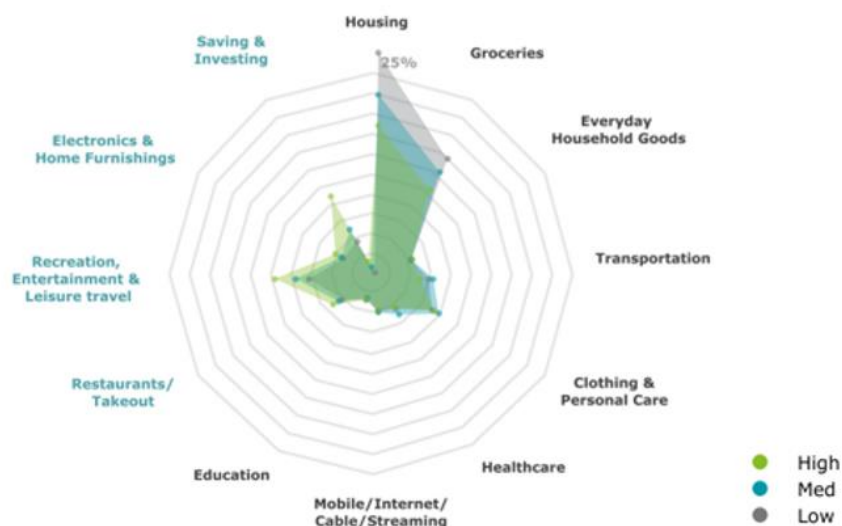 Housing
25%
Groceries
Everyday
Household Goods
Transportation
Clothing &
Personal Care
Healthcare
Mobile/Internet/
Cable/Streaming
Education
Restaurants/
Takeout
Recreation,
Entertainment &
Leisure travel
Electronics &
Home Furnishings
Saving &
Investing
High
Med
Low